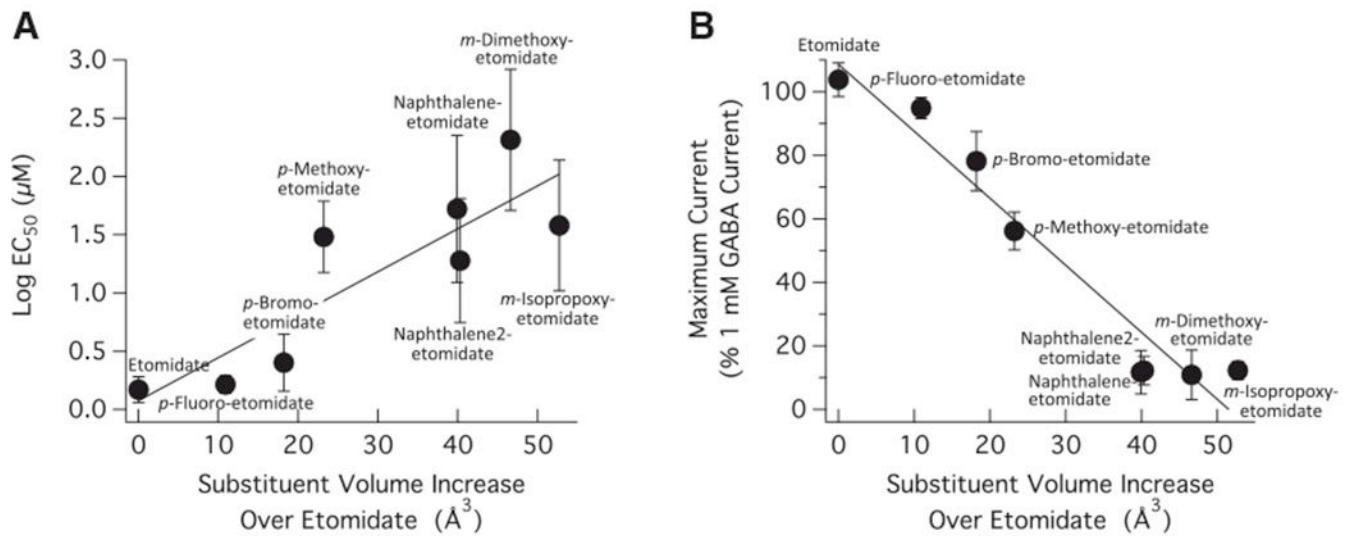 A
3.0
2.5
2.0
1.5
1.0
0.5
0.0
Log EC50 (µM)
m-Dimethoxy-
etomidate
Naphthalene-
etomidate
p-Methoxy-
etomidate
p-Bromo-
etomidate
Etomidate
p-Fluoro-etomidate
Naphthalene2-
etomidate
m-Isopropoxy-
etomidate
0 10 20 30 40 50
Substituent Volume Increase
Over Etomidate (Å3)
B
100
80
60
40
20
0
Maximum Current
(% 1 mM GABA Current)
Etomidate
p-Fluoro-etomidate
p-Bromo-etomidate
p-Methoxy-etomidate
Naphthalene2-
etomidate
Naphthalene-
etomidate
m-Dimethoxy-
etomidate
m-Isopropoxy-
etomidate
0 10 20 30 40 50
Substituent Volume Increase
Over Etomidate (Å3)